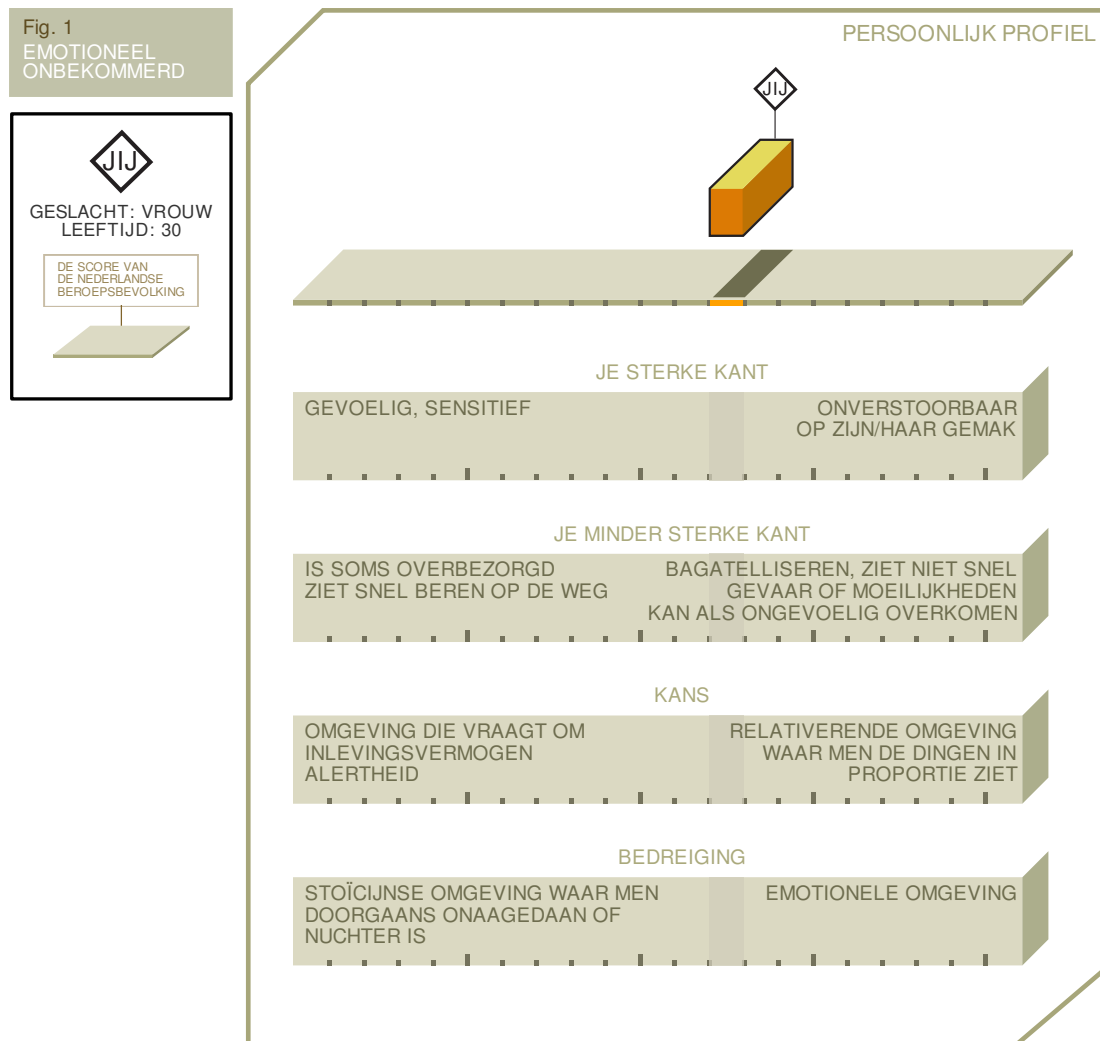 Fig. 1
EMOTIONEEL
ONBEKOMMERD
JIJ
GESLACHT: VROUW
LEEFTIJD: 30
DE SCORE VAN
DE NEDERLANDSE
BEROEPSBEVOLKING
PERSOONLIJK PROFIEL
JIJ
JE STERKE KANT
GEVOELIG, SENSITIEF
ONVERSTOORBAAR
OP ZIJN/HAAR GEMAK
JE MINDER STERKE KANT
IS SOMS OVERBEZORGD
ZIET SNEL BEREN OP DE WEG
BAGATELLISEREN, ZIET NIET SNEL
GEVAAR OF MOEILIJKHEDEN
KAN ALS ONGEVOELIG OVERKOMEN
KANS
OMGEVING DIE VRAAGT OM
INLEVINGSVERMOGEN
ALERTHEID
RELATIVERENDE OMGEVING
WAAR MEN DE DINGEN IN
PROPORTIE ZIET
BEDREIGING
STOÏCIJNSE OMGEVING WAAR MEN
DOORGAANS ONAAGEDAAN OF
NUCHTER IS
EMOTIONELE OMGEVING